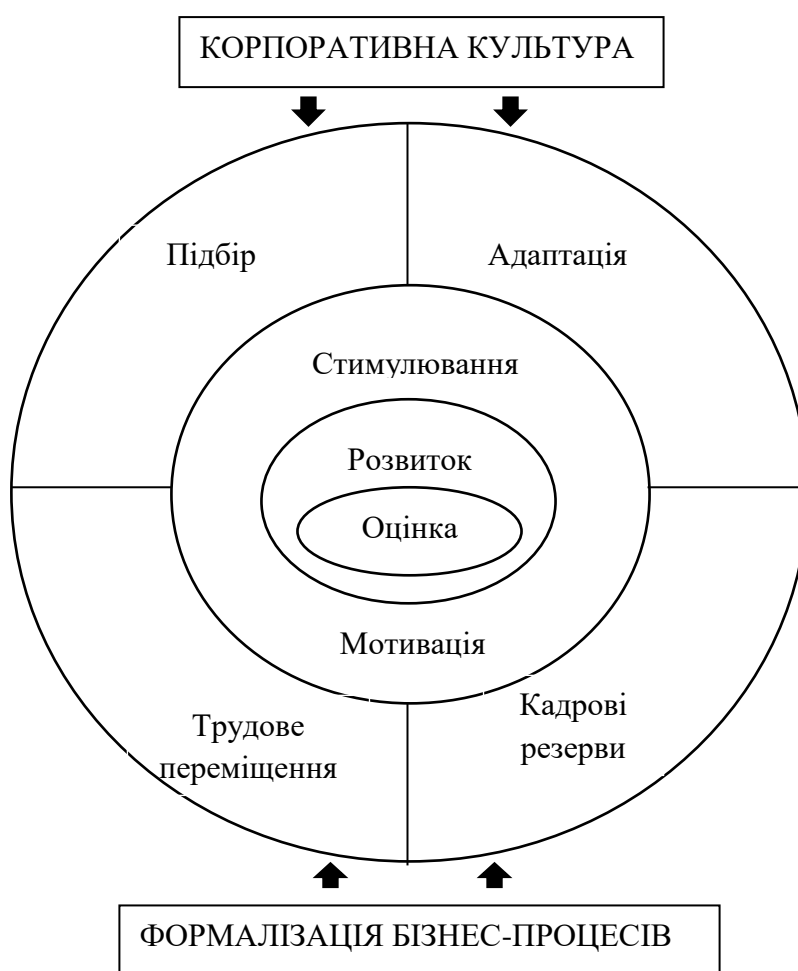 КОРПОРАТИВНА КУЛЬТУРА
Підбір
Адаптація
Стимулювання
Розвиток
Оцінка
Мотивація
Трудове
переміщення
Кадрові
резерви
ФОРМАЛІЗАЦІЯ БІЗНЕС-ПРОЦЕСІВ